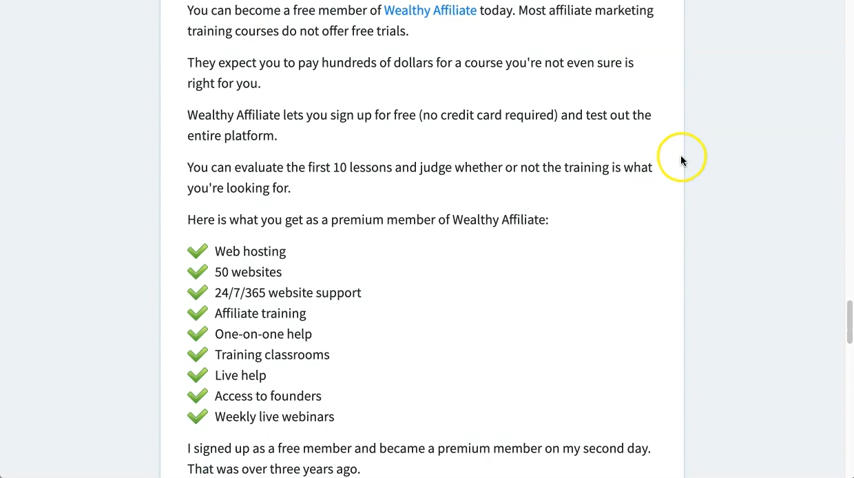 You can become a free member of Wealthy Affiliate today. Most affiliate marketing
training courses do not offer free trials.
They expect you to pay hundreds of dollars for a course you're not even sure is
right for you.
Wealthy Affiliate lets you sign up for free (no credit card required) and test out the
entire platform.
You can evaluate the first 10 lessons and judge whether or not the training is what
you're looking for.
Here is what you get as a premium member of Wealthy Affiliate:
Web hosting
50 websites
24/7/365 website support
Affiliate training
One-on-one help
Training classrooms
Live help
Access to founders
Weekly live webinars
I signed up as a free member and became a premium member on my second day.
That was over three years ago.